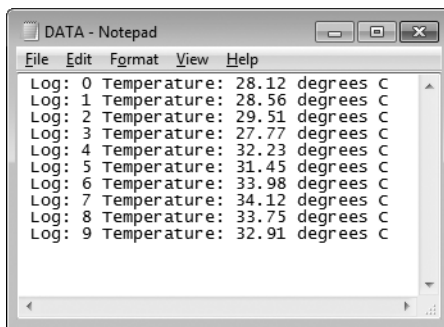 DATA - Notepad
File Edit Format View Help
Log: 0 Temperature: 28.12 degrees C
Log: 1 Temperature: 28.56 degrees C
Log: 2 Temperature: 29.51 degrees C
Log: 3 Temperature: 27.77 degrees C
Log: 4 Temperature: 32.23 degrees C
Log: 5 Temperature: 31.45 degrees C
Log: 6 Temperature: 33.98 degrees C
Log: 7 Temperature: 34.12 degrees C
Log: 8 Temperature: 33.75 degrees C
Log: 9 Temperature: 32.91 degrees C